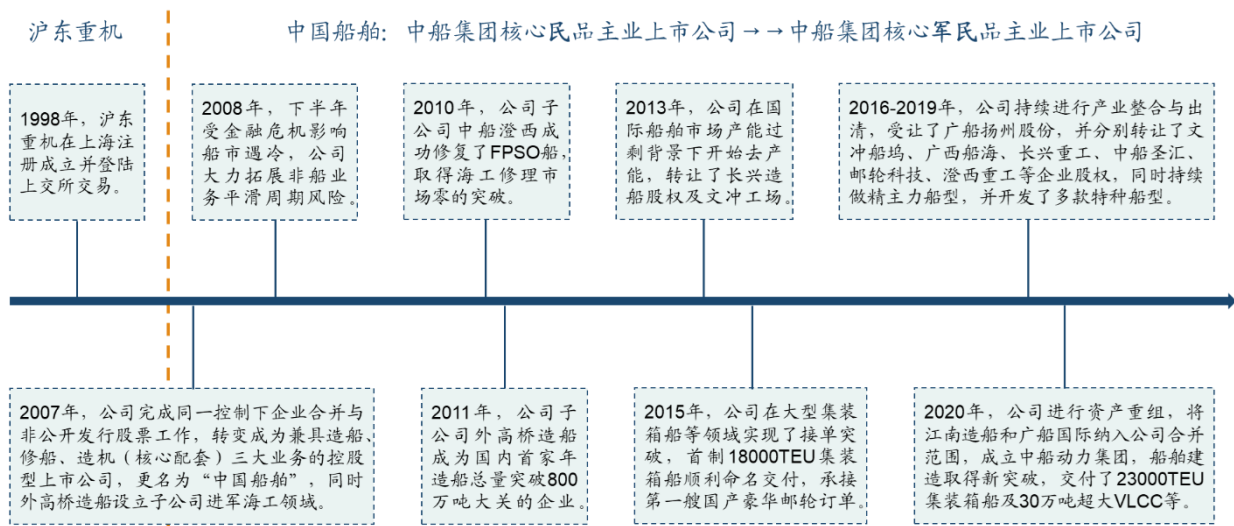 沪东重机
中国船舶：中船集团核心民品主业上市公司→→中船集团核心军民品主业上市公司
1998年，沪东
重机在上海注
册成立并登陆
上交所交易。
2008年，下半年
受金融危机影响
船市遇冷，公司
大力拓展非船业
务平滑周期风险。
2010年，公司子
公司中船澄西成
功修复了FPSO船，
取得海工修理市
场零的突破。
2013年，公司在国
际船舶市场产能过
剩背景下开始去产
能，转让了长兴造
船股权及文冲工场。
2016-2019年，公司持续进行产业整合与出
清，受让了广船扬州股份，并分别转让了文
冲船坞、广西船海、长兴重工、中船圣汇、
邮轮科技、澄西重工等企业股权，同时持续
做精主力船型，并开发了多款特种船型。
2007年，公司完成同一控制下企业合并与
非公开发行股票工作，转变成为兼具造船、
修船、造机（核心配套）三大业务的控股
型上市公司，更名为“中国船舶”，同时
外高桥造船设立子公司进军海工领域。
2011年，公司子
公司外高桥造船
成为国内首家年
造船总量突破800
万吨大关的企业。
2015年，公司在大型集装
箱船等领域实现了接单突
破，首制18000TEU集装
箱船顺利命名交付，承接
第一艘国产豪华邮轮订单。
2020年，公司进行资产重组，将
江南造船和广船国际纳入公司合并
范围，成立中船动力集团，船舶建
造取得新突破，交付了23000TEU
集装箱船及30万吨超大VLCC等。